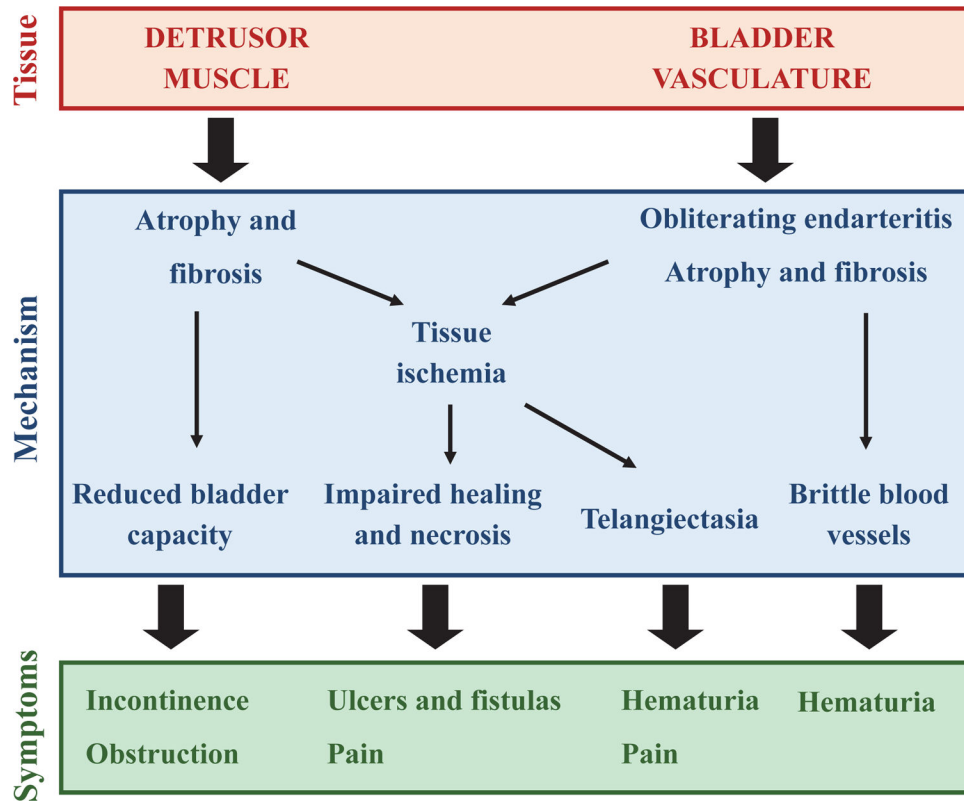 Tissue
DETRUSOR
MUSCLE
BLADDER
VASCULATURE
Mechanism
Atrophy and
fibrosis
Obliterating endarteritis
Atrophy and fibrosis
Tissue
ischemia
Reduced bladder
capacity
Impaired healing
and necrosis
Telangiectasia
Brittle blood
vessels
Symptoms
Incontinence
Obstruction
Ulcers and fistulas
Pain
Hematuria
Pain
Hematuria